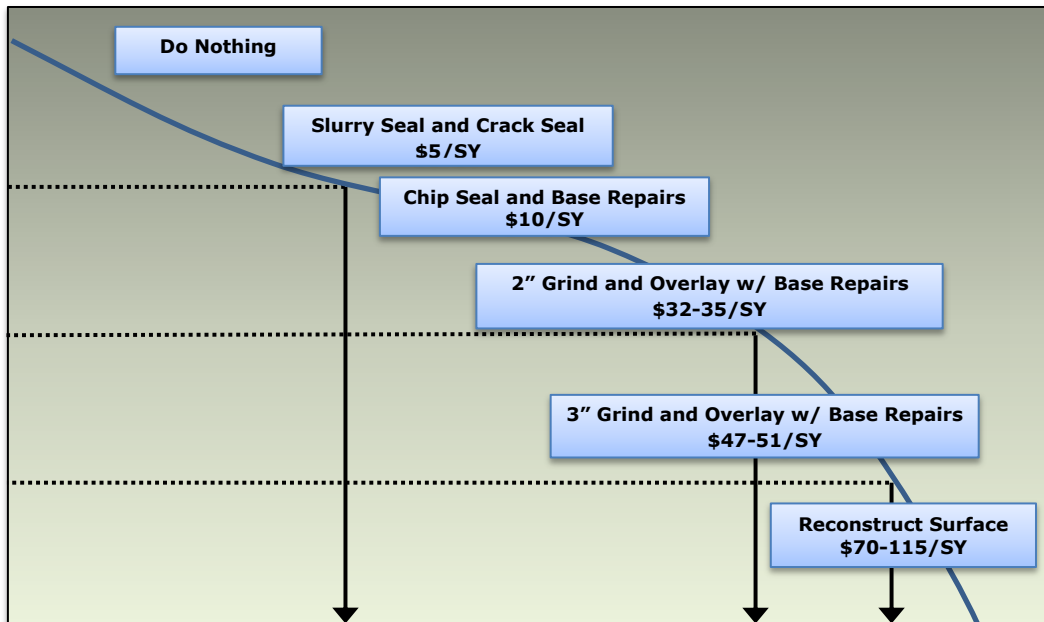 Do Nothing
Slurry Seal and Crack Seal
$5/SY
Chip Seal and Base Repairs
$10/SY
2” Grind and Overlay w/ Base Repairs
$32-35/SY
3” Grind and Overlay w/ Base Repairs
$47-51/SY
Reconstruct Surface
$70-115/SY